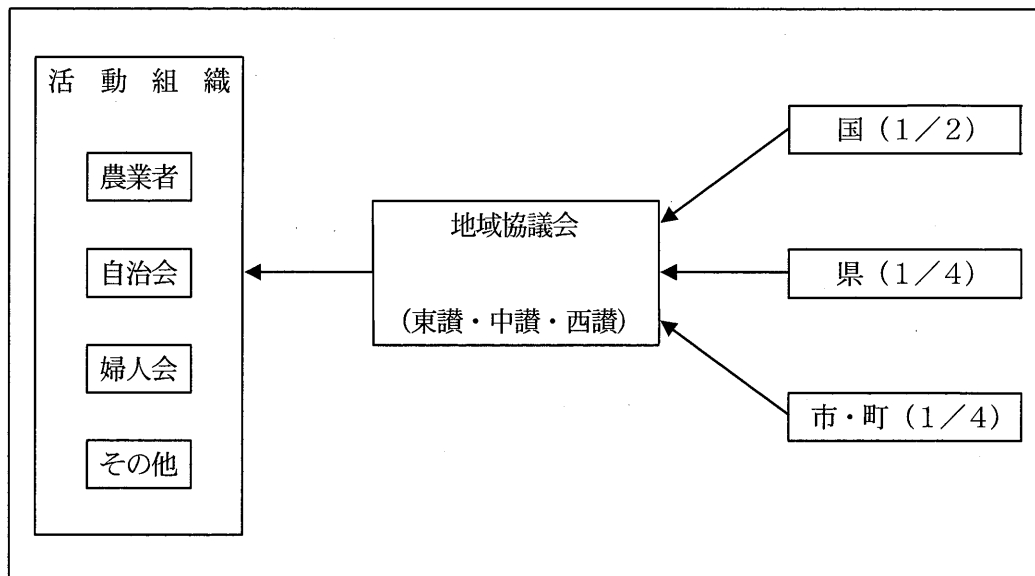 活動組織
農業者
自治会
婦人会
その他
地域協議会
(東讃・中讃・西讃)
国(1/2)
県(1/4)
市・町(1/4)